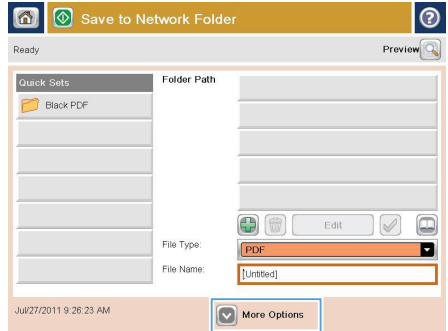 Save to Network Folder
Ready
Preview
Quick Sets
Folder Path
Black PDF
Edit
File Type:
PDF
File Name:
[Untitled]
Jul/27/2011 9:26:23 AM
More Options